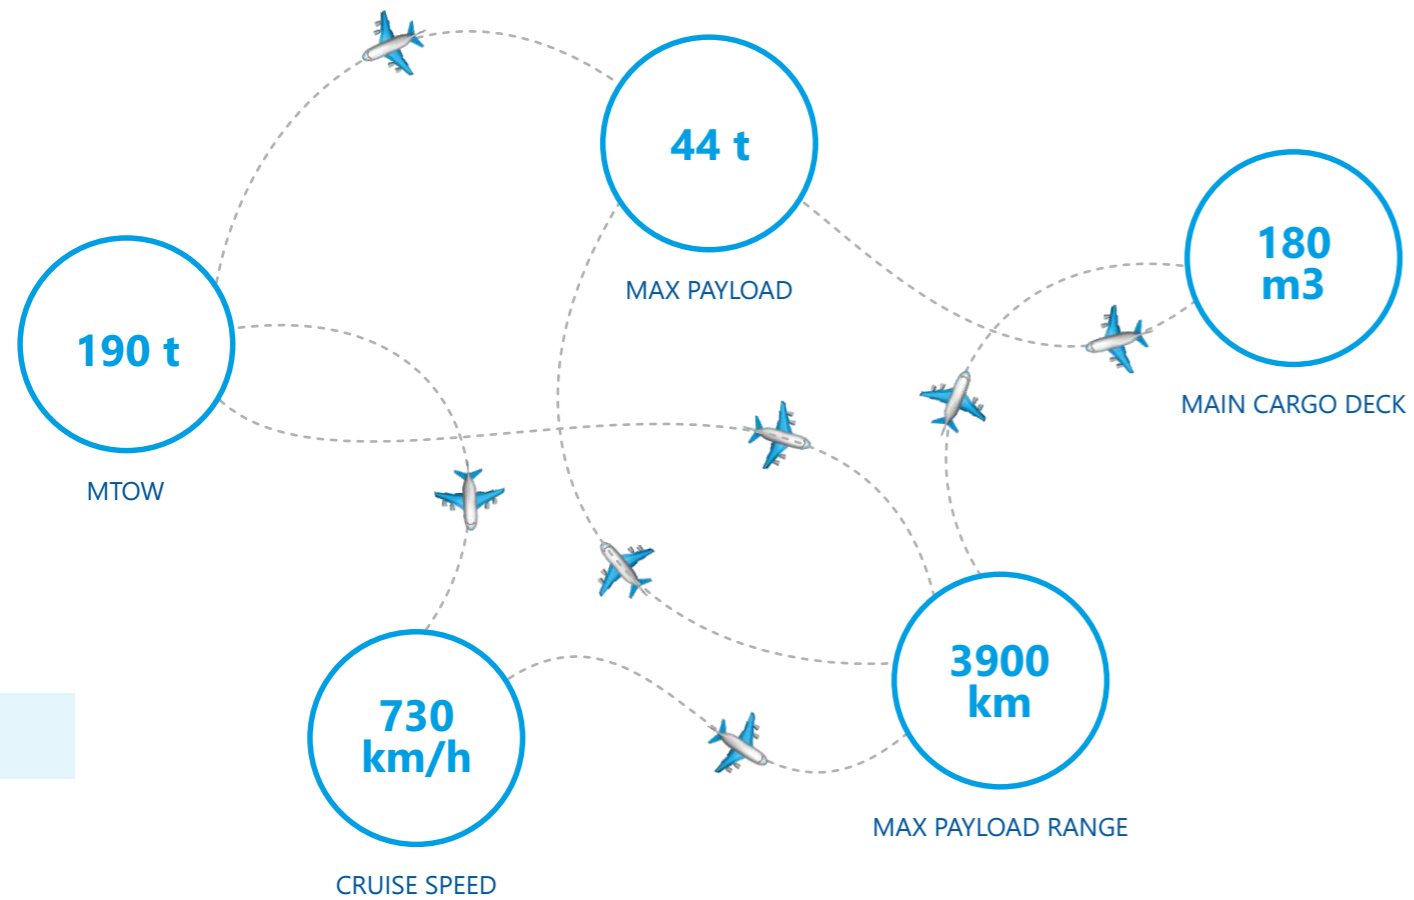 44 t
MAX PAYLOAD
180
m3
MAIN CARGO DECK
190 t
MTOW
730
km/h
CRUISE SPEED
3900
km
MAX PAYLOAD RANGE